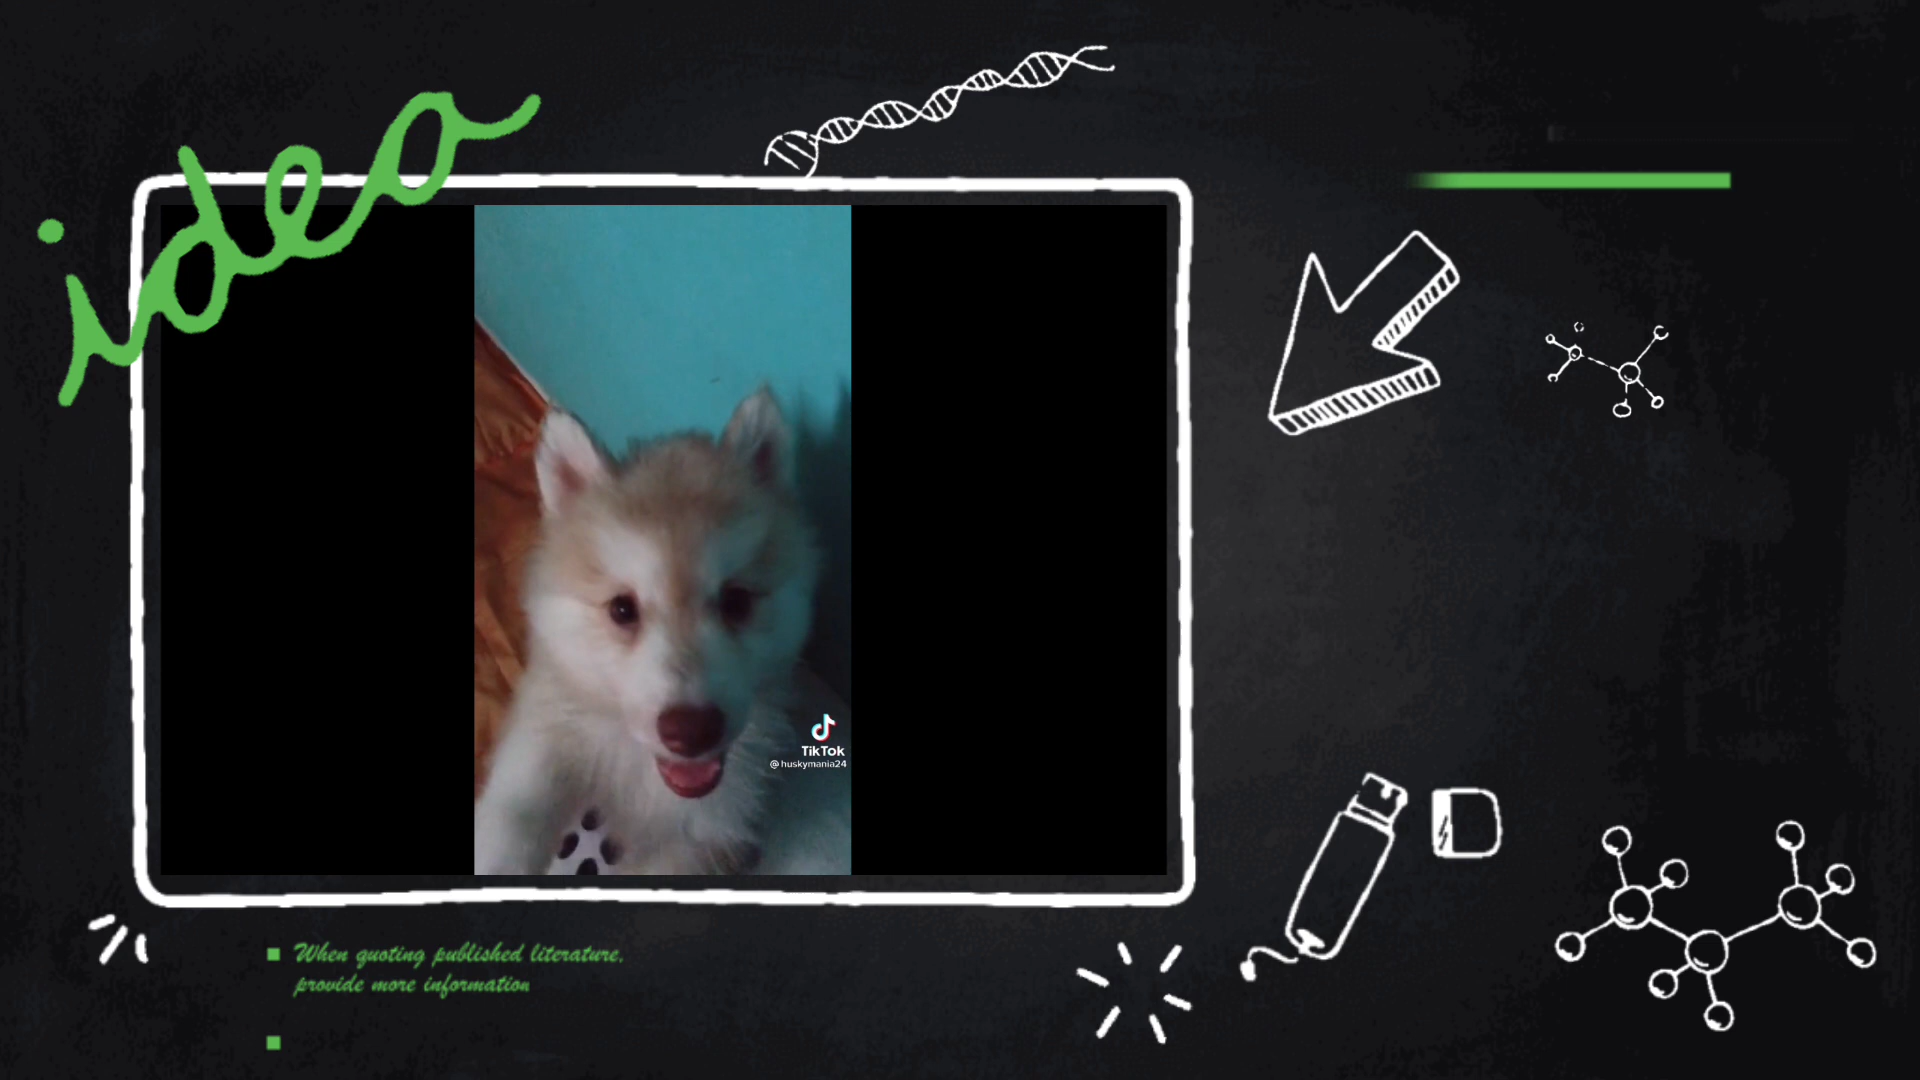 idea
TikTok
@huskymania24
When quoting published literature,
provide more information